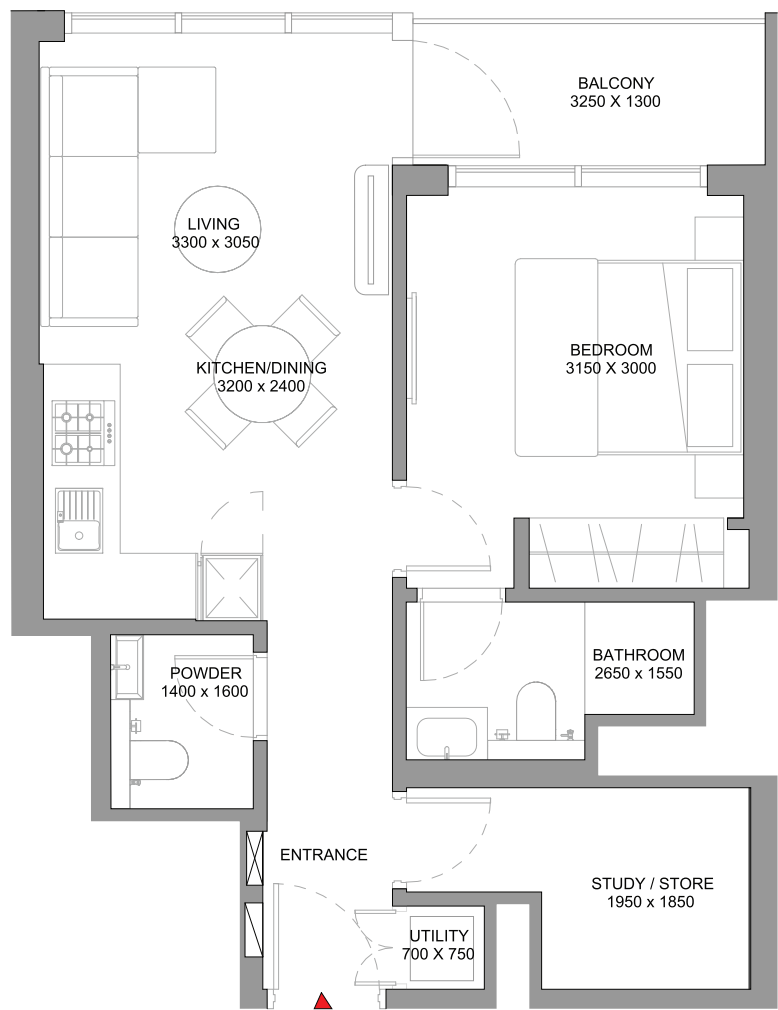 BALCONY
3250 X 1300
LIVING
3300 x 3050
BEDROOM
3150 X 3000
KITCHEN/DINING
3200 x 2400
BATHROOM
2650 x 1550
POWDER
1400 x 1600
ENTRANCE
STUDY / STORE
1950 x 1850
UTILITY
700 X 750